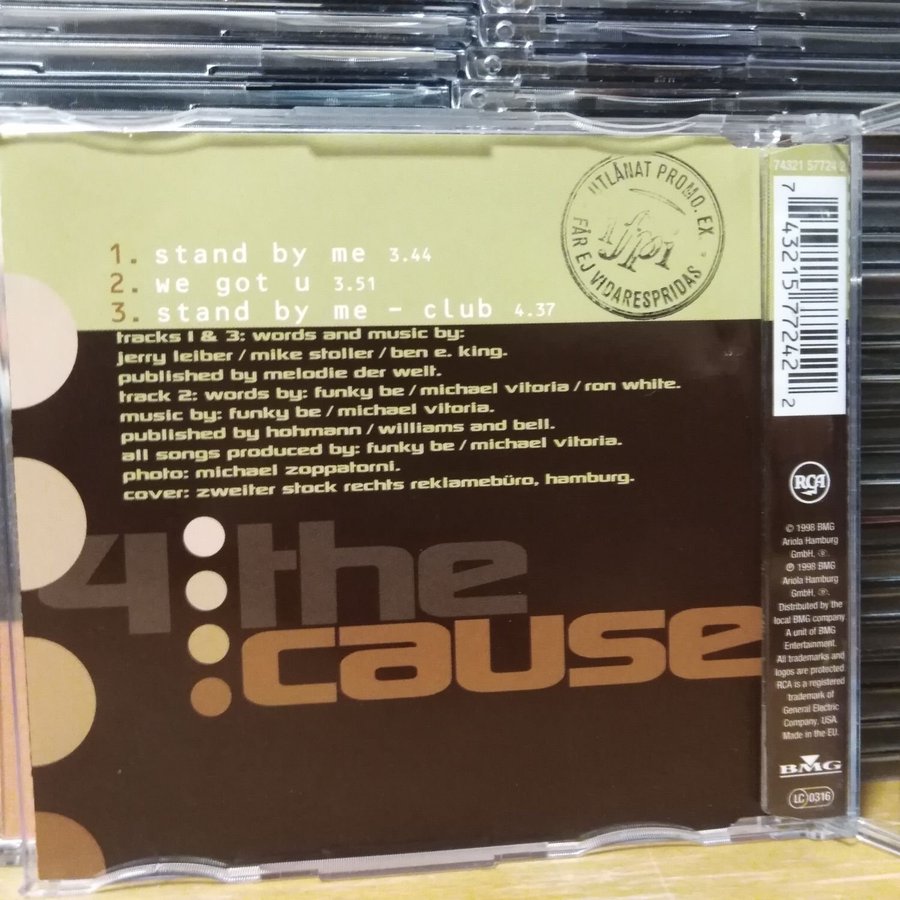 1. stand by me 3.44
2. we got u 3.51
3. stand by me – club 4.37
UTLÅNAT PROMO. EX.
FÅR EJ VIDARESPRIDAS
ifpi
tracks 1 & 3: words and music by:
jerry leiber / mike stoller / ben e. king.
published by melodie der welt.
track 2: words by: funky be / michael vitoria / ron white.
music by: funky be / michael vitoria.
published by hohmann / williams and bell.
all songs produced by: funky be / michael vitoria.
photo: michael zoppatorni.
cover: zweiter stock rechts reklamebüro, hamburg.
4 the
cause
74321 57724 2
7 43215 77242 2
RCA
© 1998 BMG
Ariola Hamburg
GmbH, ®.
℗ 1998 BMG
Ariola Hamburg
GmbH, ®.
Distributed by the
local BMG company
A unit of BMG
Entertainment.
All trademarks and
logos are protected
RCA is a registered
trademark of
General Electric
Company, USA.
Made in the EU.
BMG
LC 0316